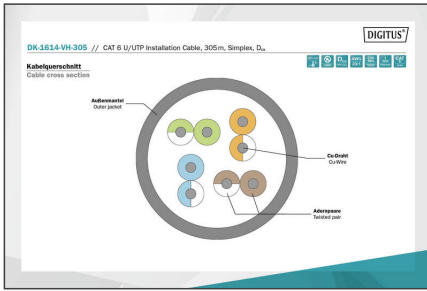 DIGITUS®
DK-1614-VH-305 // CAT 6 U/UTP Installation Cable, 305 m, Simplex, Dca
Kabelquerschnitt
Cable cross section
Außenmantel
Outer jacket
Cu-Draht
Cu-Wire
Adernpaare
Twisted pair